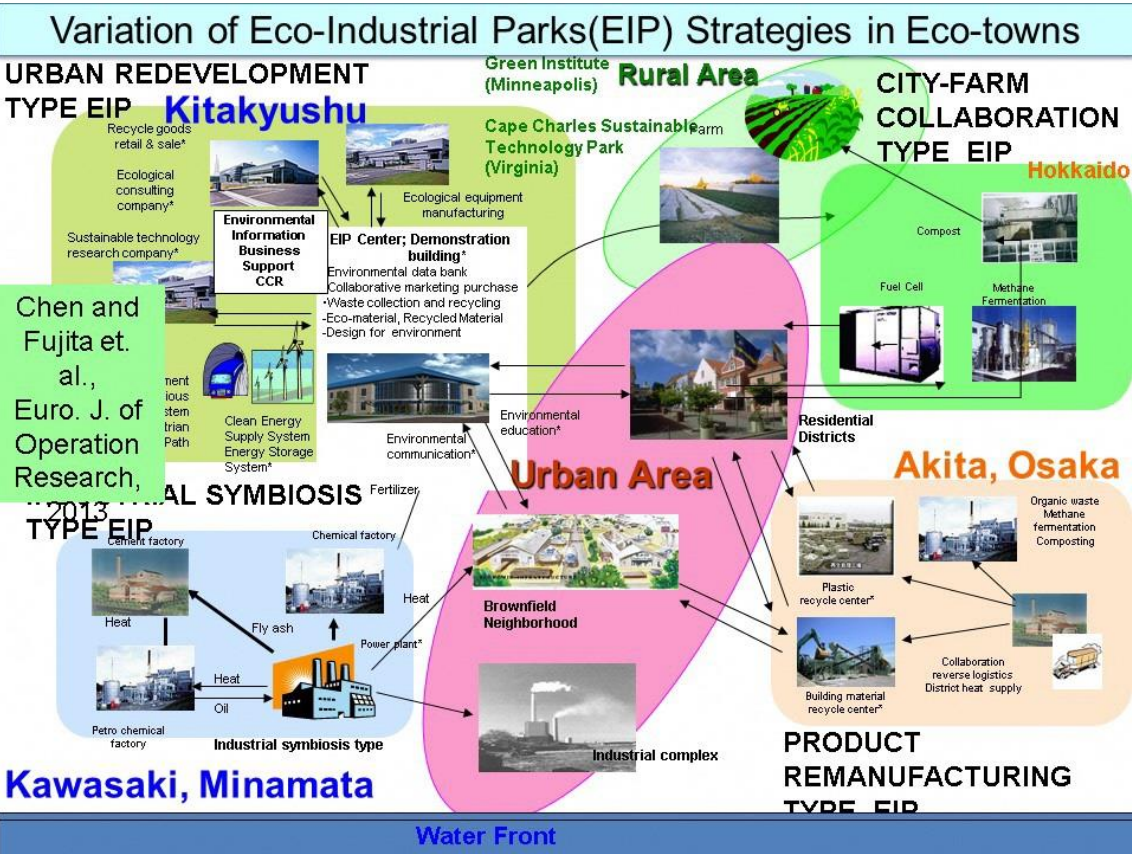 Variation of Eco-Industrial Parks(EIP) Strategies in Eco-towns
URBAN REDEVELOPMENT
TYPE EIP
Kitakyushu
Green Institute
(Minneapolis)
Cape Charles Sustainable
Technology Park
(Virginia)
Rural Area
Farm
CITY-FARM
COLLABORATION
TYPE EIP
Hokkaido
Recycle goods
retail & sale*
Ecological
consulting
company*
Sustainable technology
research company*
Environmental
Information
Business
Support
CCR
Ecological equipment
manufacturing
EIP Center; Demonstration
building*
Environmental data bank
Collaborative marketing purchase
·Waste collection and recycling
-Eco-material, Recycled Material
-Design for environment
Compost
Fuel Cell
Methane
Fermentation
Chen and
Fujita et.
al.,
Euro. J. of
Operation
Research,
2013
ment
ious
stem
trian
Path
Clean Energy
Supply System
Energy Storage
System*
Environmental
communication*
Environmental
education*
Residential
Districts
Urban Area
Akita, Osaka
TRIAL SYMBIOSIS
TYPE EIP
Fertilizer
Cement factory
Chemical factory
Heat
Heat
Fly ash
Power plant*
Heat
Oil
Petro chemical
factory
Industrial symbiosis type
Brownfield
Neighborhood
Industrial complex
Organic waste
Methane
fermentation
Composting
Plastic
recycle center*
Building material
recycle center*
Collaboration
reverse logistics
District heat supply
Kawasaki, Minamata
PRODUCT
REMANUFACTURING
TYPE EIP
Water Front